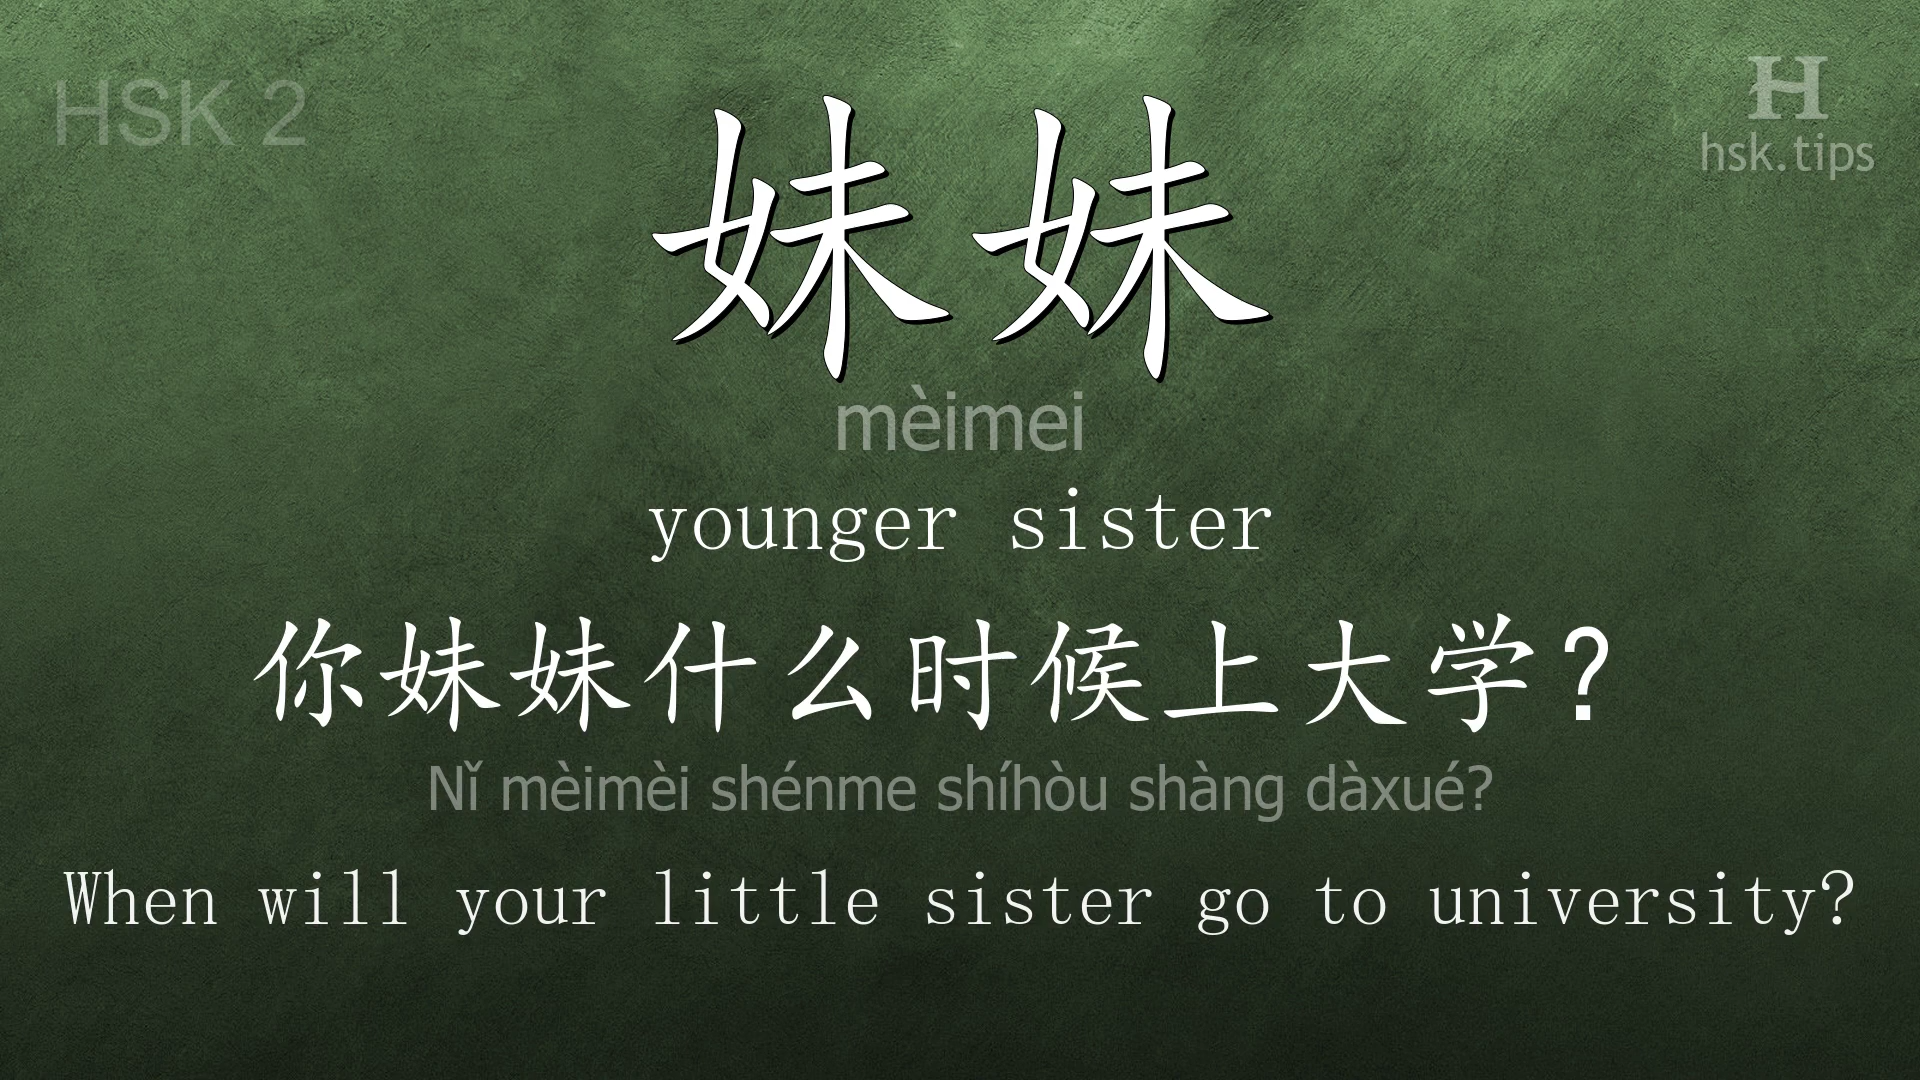 HSK 2
H
hsk.tips
妹妹
mèimei
younger sister
你妹妹什么时候上大学?
Nǐ mèimèi shénme shíhòu shàng dàxué?
When will your little sister go to university?